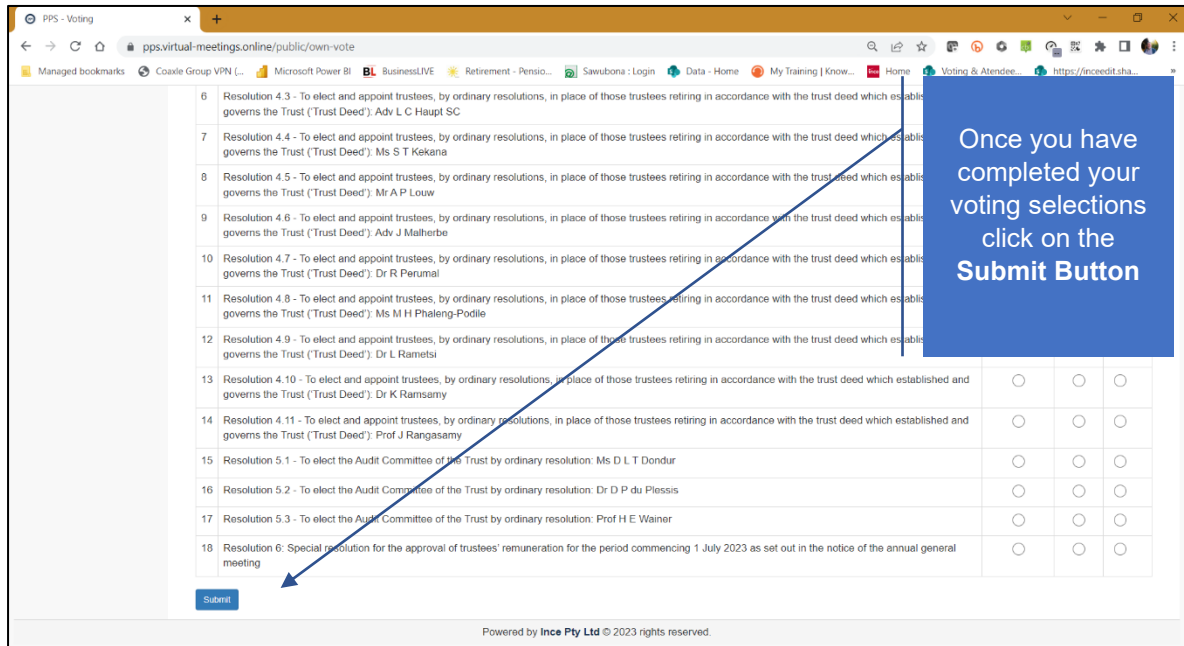 PPS - Voting
pps.virtual-meetings.online/public/own-vote
Managed bookmarks Coaxle Group VPN (... Microsoft Power BI BL BusinessLIVE Retirement - Pensio... Sawubona : Login Data - Home My Training | Know... Home Voting & Atendee... https://inceedit.sha... »
6 Resolution 4.3 - To elect and appoint trustees, by ordinary resolutions, in place of those trustees retiring in accordance with the trust deed which establis
governs the Trust ('Trust Deed'): Adv L C Haupt SC
7 Resolution 4.4 - To elect and appoint trustees, by ordinary resolutions, in place of those trustees retiring in accordance with the trust deed which establis
governs the Trust ('Trust Deed'): Ms S T Kekana
8 Resolution 4.5 - To elect and appoint trustees, by ordinary resolutions, in place of those trustees retiring in accordance with the trust deed which establis
governs the Trust ('Trust Deed'): Mr A P Louw
9 Resolution 4.6 - To elect and appoint trustees, by ordinary resolutions, in place of those trustees retiring in accordance with the trust deed which establis
governs the Trust ('Trust Deed'): Adv J Malherbe
10 Resolution 4.7 - To elect and appoint trustees, by ordinary resolutions, in place of those trustees retiring in accordance with the trust deed which establis
governs the Trust ('Trust Deed'): Dr R Perumal
11 Resolution 4.8 - To elect and appoint trustees, by ordinary resolutions, in place of those trustees retiring in accordance with the trust deed which establis
governs the Trust ('Trust Deed'): Ms M H Phaleng-Podile
12 Resolution 4.9 - To elect and appoint trustees, by ordinary resolutions, in place of those trustees retiring in accordance with the trust deed which establis
governs the Trust ('Trust Deed'): Dr L Rametsi
13 Resolution 4.10 - To elect and appoint trustees, by ordinary resolutions, in place of those trustees retiring in accordance with the trust deed which established and
governs the Trust ('Trust Deed'): Dr K Ramsamy
14 Resolution 4.11 - To elect and appoint trustees, by ordinary resolutions, in place of those trustees retiring in accordance with the trust deed which established and
governs the Trust ('Trust Deed'): Prof J Rangasamy
15 Resolution 5.1 - To elect the Audit Committee of the Trust by ordinary resolution: Ms D L T Dondur
16 Resolution 5.2 - To elect the Audit Committee of the Trust by ordinary resolution: Dr D P du Plessis
17 Resolution 5.3 - To elect the Audit Committee of the Trust by ordinary resolution: Prof H E Wainer
18 Resolution 6: Special resolution for the approval of trustees' remuneration for the period commencing 1 July 2023 as set out in the notice of the annual general
meeting
Once you have
completed your
voting selections
click on the
Submit Button
Submit
Powered by Ince Pty Ltd © 2023 rights reserved.